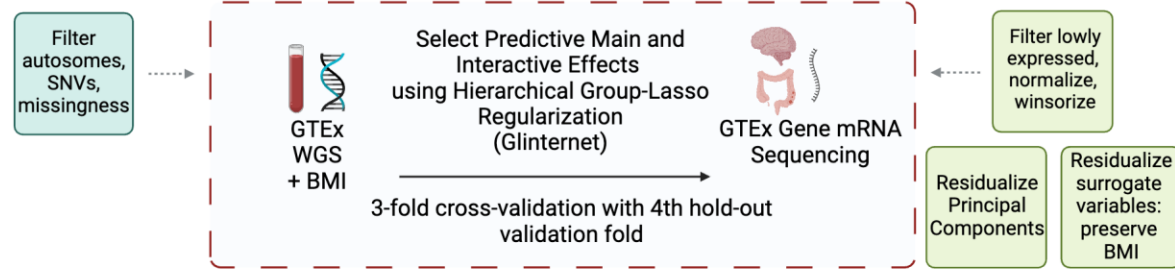 Filter
autosomes,
SNVs,
missingness
GTEx
WGS
+ BMI
Select Predictive Main and
Interactive Effects
using Hierarchical Group-Lasso
Regularization
(Glinternet)
3-fold cross-validation with 4th hold-out
validation fold
GTEx Gene mRNA
Sequencing
Filter lowly
expressed,
normalize,
winsorize
Residualize
Principal
Components
Residualize
surrogate
variables:
preserve
BMI